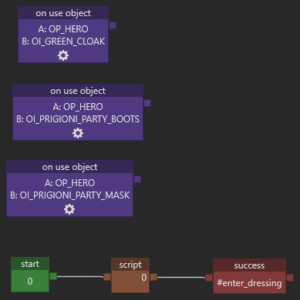 on use object
A: OP_HERO
B: OI_GREEN_CLOAK
on use object
A: OP_HERO
B: OI_PRIGIONI_PARTY_BOOTS
on use object
A: OP_HERO
B: OI_PRIGIONI_PARTY_MASK
start
0
script
0
success
#enter_dressing